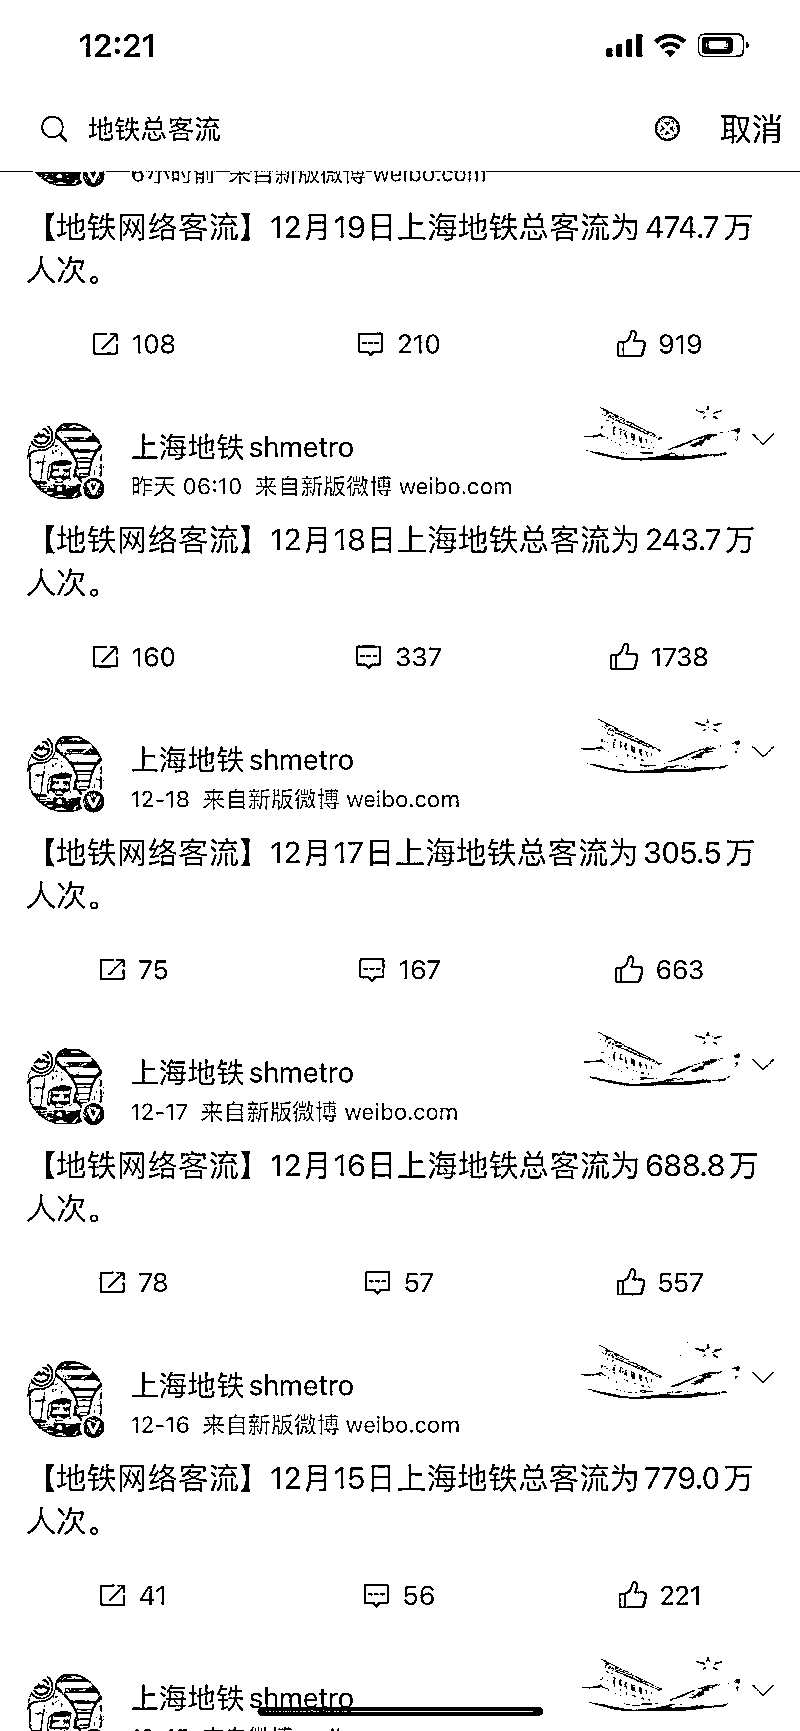 12:21
地铁总客流
取消
6小时前 来自新版微博 weibo.com
【地铁网络客流】12月19日上海地铁总客流为474.7万
人次。
108 210 919
上海地铁shmetro
昨天 06:10 来自新版微博 weibo.com
【地铁网络客流】12月18日上海地铁总客流为243.7万
人次。
160 337 1738
上海地铁shmetro
12-18 来自新版微博 weibo.com
【地铁网络客流】12月17日上海地铁总客流为305.5万
人次。
75 167 663
上海地铁shmetro
12-17 来自新版微博 weibo.com
【地铁网络客流】12月16日上海地铁总客流为688.8万
人次。
78 57 557
上海地铁shmetro
12-16 来自新版微博 weibo.com
【地铁网络客流】12月15日上海地铁总客流为779.0万
人次。
41 56 221
上海地铁shmetro